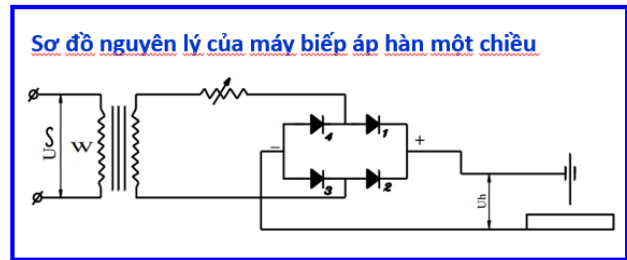 Sơ đồ nguyên lý của máy biếp áp hàn một chiều
U
S
W
4
1
–
+
3
2
Uh